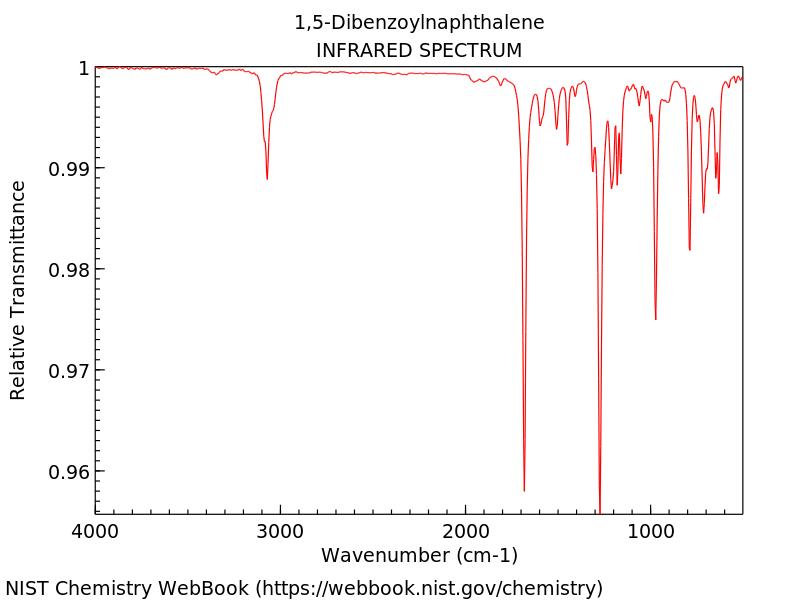 1,5-Dibenzoylnaphthalene
INFRARED SPECTRUM
1
0.99
0.98
0.97
0.96
Relative Transmittance
4000 3000 2000 1000
Wavenumber (cm-1)
NIST Chemistry WebBook (https://webbook.nist.gov/chemistry)